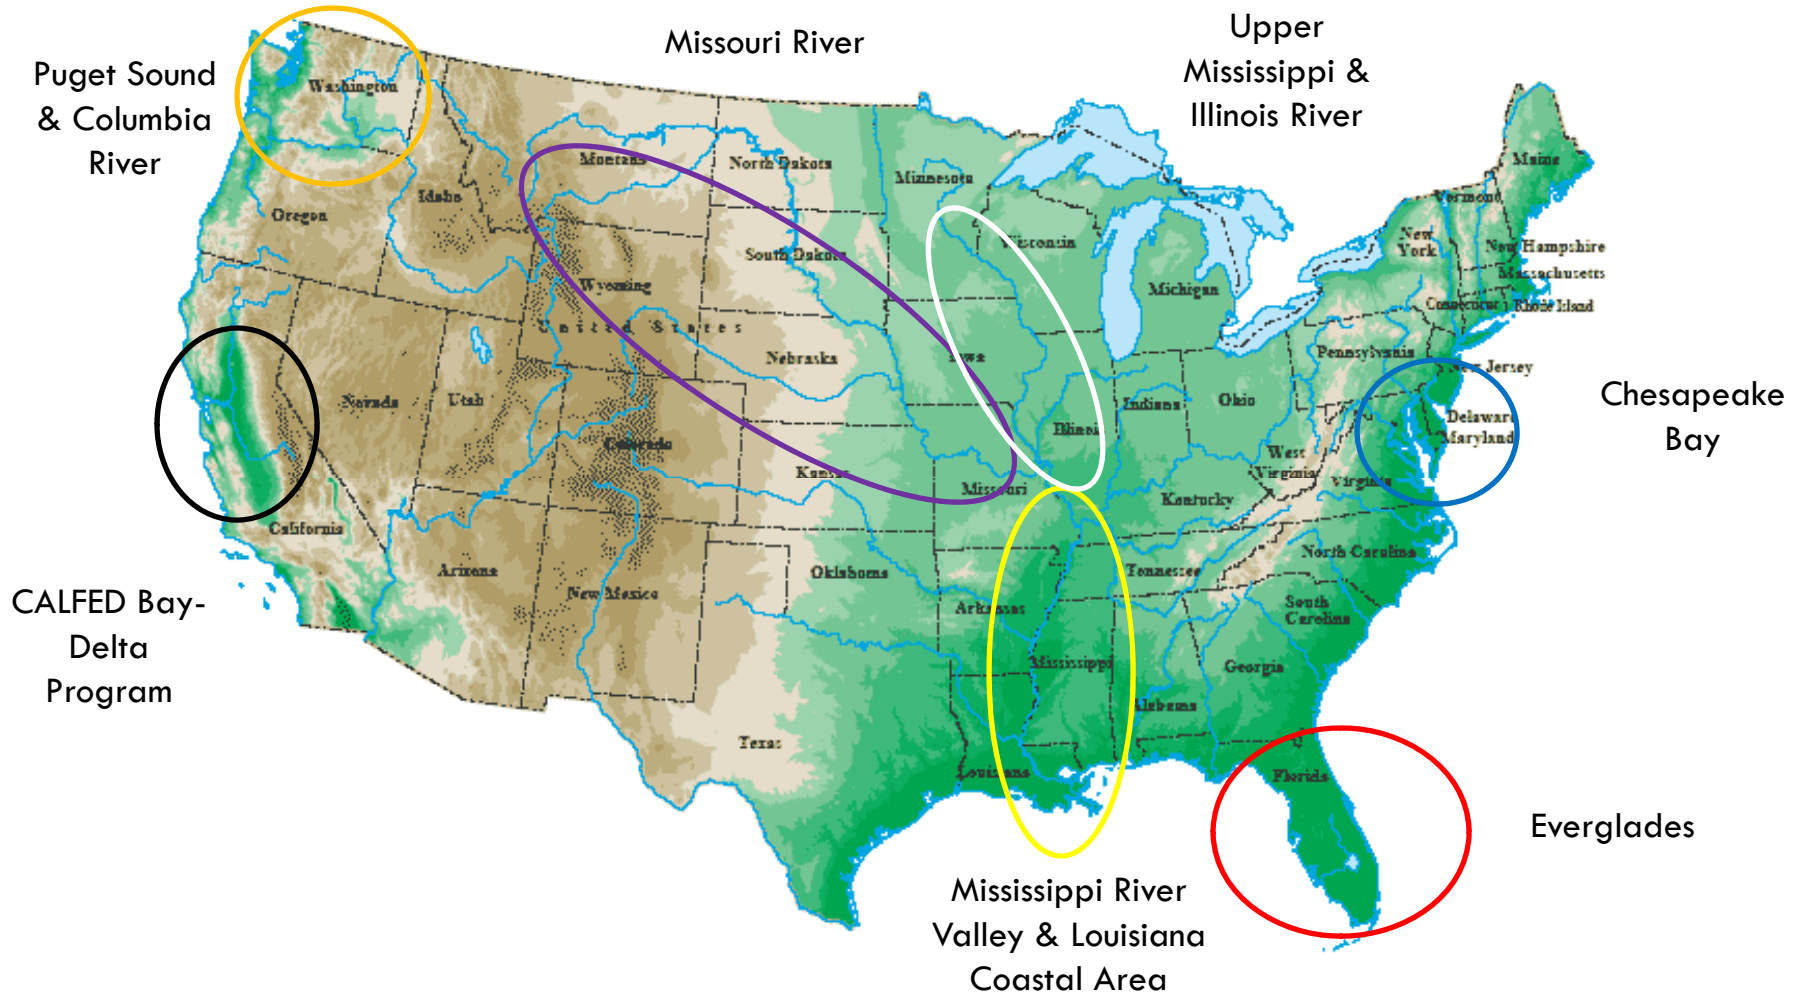 Missouri River
Upper
Mississippi &
Illinois River
Puget Sound
& Columbia
River
Chesapeake
Bay
CALFED Bay-
Delta
Program
Everglades
Mississippi River
Valley & Louisiana
Coastal Area
Washington
Montana
North Dakota
Minnesota
Maine
Vermont
Oregon
Idaho
South Dakota
Wisconsin
New
York
New Hampshire
Massachusetts
Wyoming
Michigan
Connecticut
Rhode Island
United States
Nebraska
Iowa
Pennsylvania
New Jersey
Nevada
Utah
Colorado
Illinois
Indiana
Ohio
Delaware
Maryland
Kansas
Missouri
West
Virginia
Virginia
Kentucky
California
Arizona
New Mexico
Oklahoma
Arkansas
Tennessee
North Carolina
South
Carolina
Mississippi
Georgia
Alabama
Texas
Louisiana
Florida